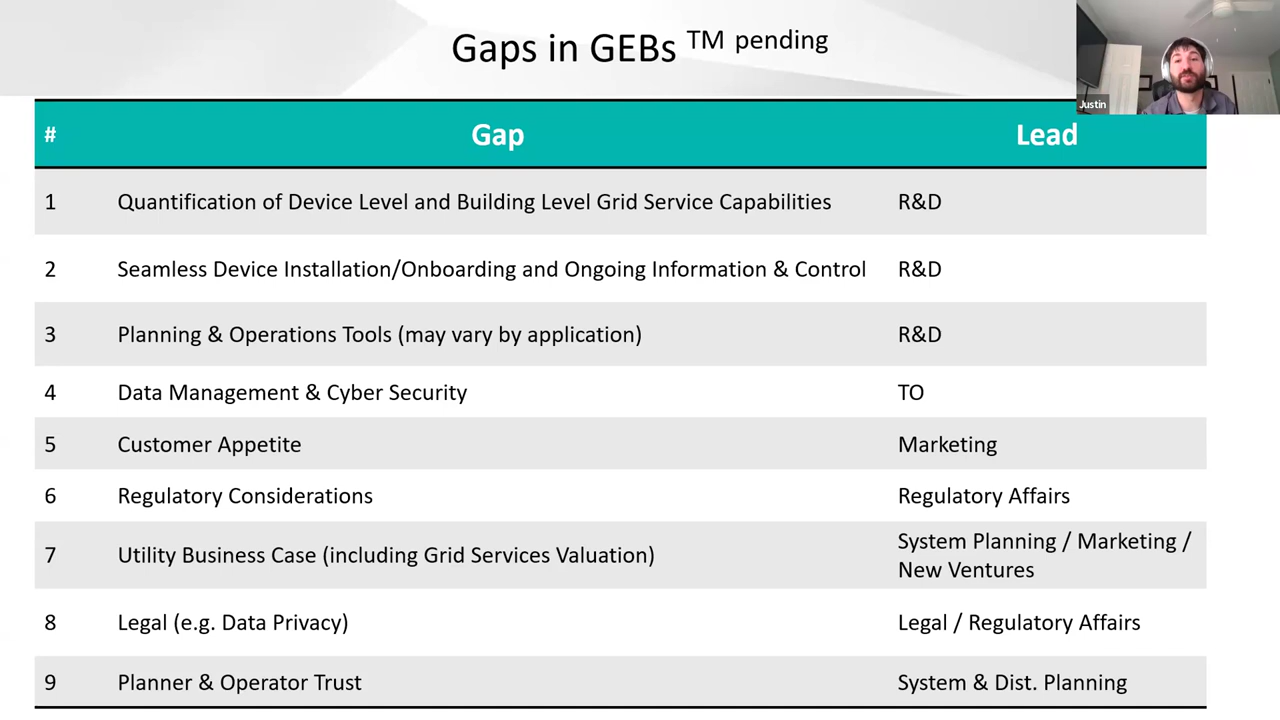 Gaps in GEBs TM pending
Justin
# Gap Lead
1 Quantification of Device Level and Building Level Grid Service Capabilities R&D
2 Seamless Device Installation/Onboarding and Ongoing Information & Control R&D
3 Planning & Operations Tools (may vary by application) R&D
4 Data Management & Cyber Security TO
5 Customer Appetite Marketing
6 Regulatory Considerations Regulatory Affairs
7 Utility Business Case (including Grid Services Valuation) System Planning / Marketing /
New Ventures
8 Legal (e.g. Data Privacy) Legal / Regulatory Affairs
9 Planner & Operator Trust System & Dist. Planning